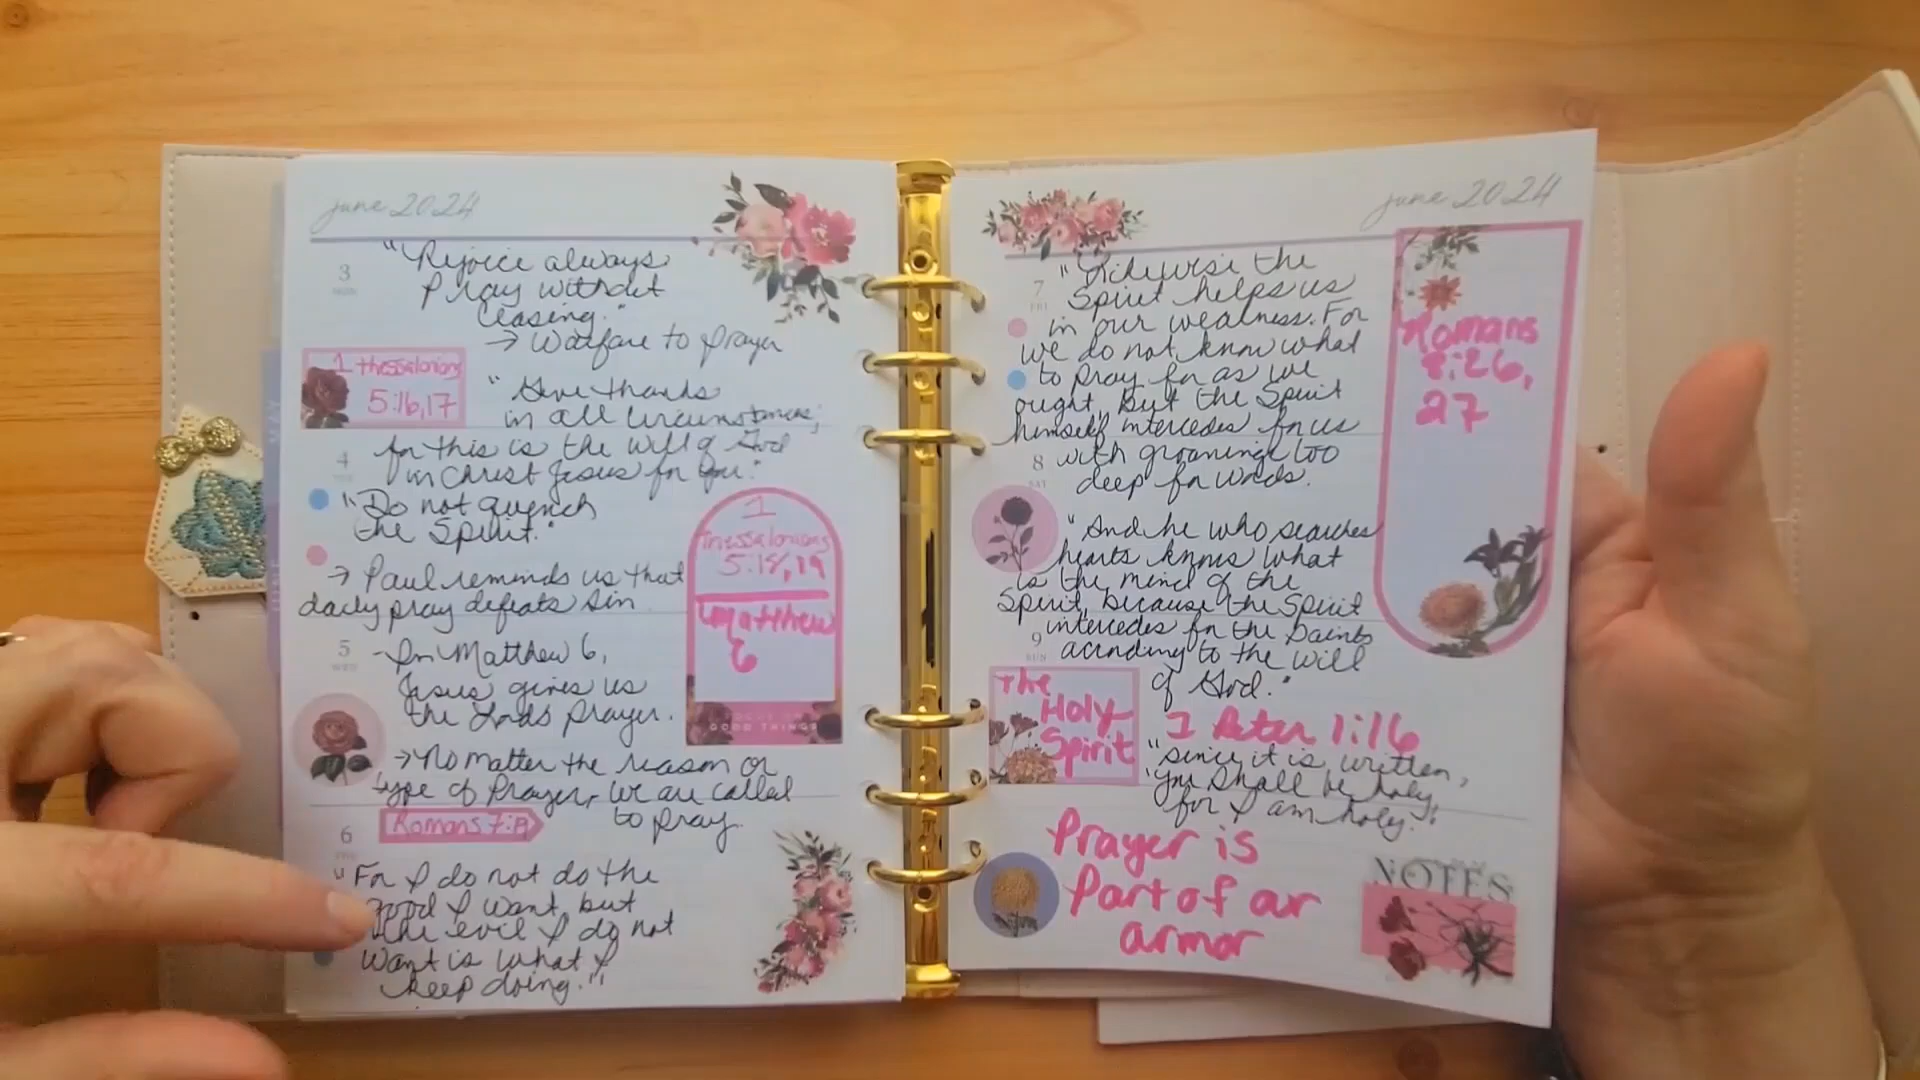 june 2024
3
MON
"Rejoice always
Pray without
ceasing."
→ Warfare to prayer
1 Thessalonians
5:16,17
"Give thanks
in all circumstances;
for this is the will of God
in Christ Jesus for you."
4
"Do not quench
the Spirit."
→ Paul reminds us that
daily pray defeats sin
1
Thessalonians
5:18,19
Matthew
6
GOOD THINGS
5
WED
- In Matthew 6,
Jesus gives us
the Lords prayer.
→ No matter the reason or
type of Prayer, we are called
to pray.
6
Romans 7:19
"For I do not do the
good I want, but
the evil I do not
want is what I
keep doing."
june 2024
7
FRI
"Likewise the
Spirit helps us
in our weakness. For
we do not know what
to pray for as we
ought, but the Spirit
himself intercedes for us
with groanings too
deep for words.
Romans
8:26,
27
8
SAT
"And he who searches
hearts knows what
is the mind of the
Spirit, because the Spirit
intercedes for the saints
according to the will
of God."
9
SUN
The
Holy
Spirit
I Peter 1:16
"since it is written,
'you shall be holy,
for I am holy.'"
Prayer is
Part of our
armor
NOTES